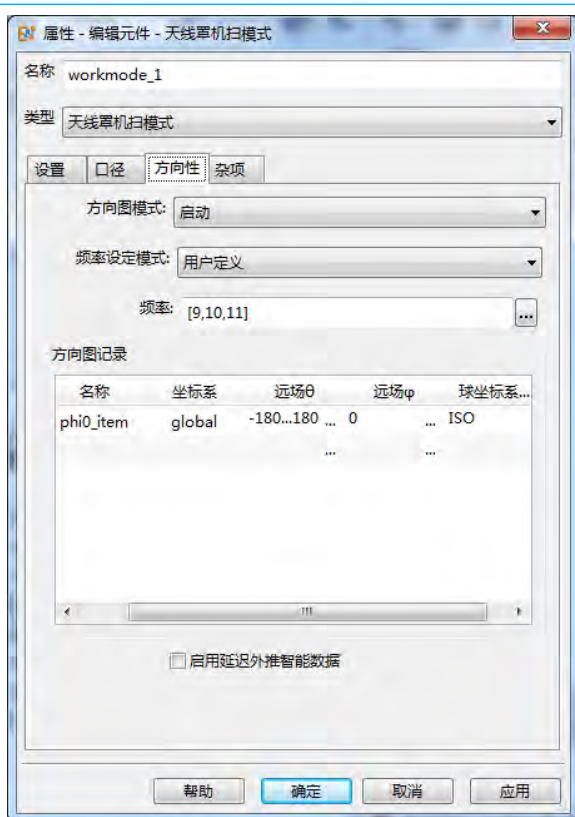 属性 - 编辑元件 - 天线罩机扫模式
名称 workmode_1
类型 天线罩机扫模式
设置 口径 方向性 杂项
方向图模式: 启动
频率设定模式: 用户定义
频率: [9,10,11] ...
方向图记录
名称 坐标系 远场θ 远场φ 球坐标系...
phi0_item global -180...180 ... 0 ... ISO
... ...
启用延迟外推智能数据
帮助 确定 取消 应用